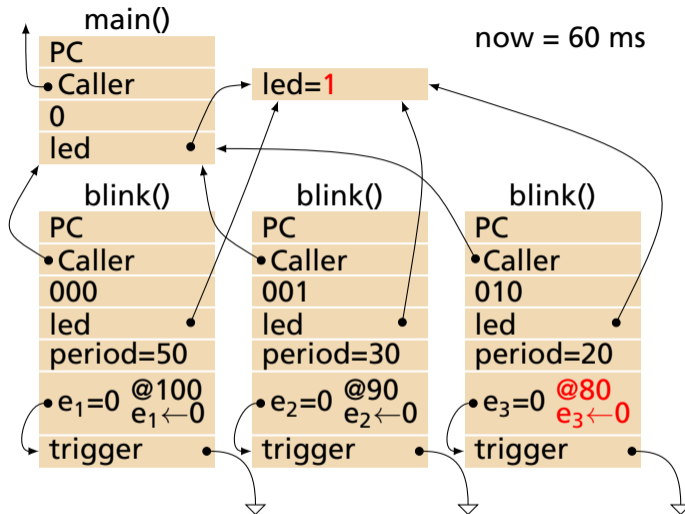 main()
PC
Caller
0
led
led=1
now = 60 ms
blink()
PC
Caller
000
led
period=50
e₁=0 @100
e₁←0
trigger
blink()
PC
Caller
001
led
period=30
e₂=0 @90
e₂←0
trigger
blink()
PC
Caller
010
led
period=20
e₃=0 @80
e₃←0
trigger